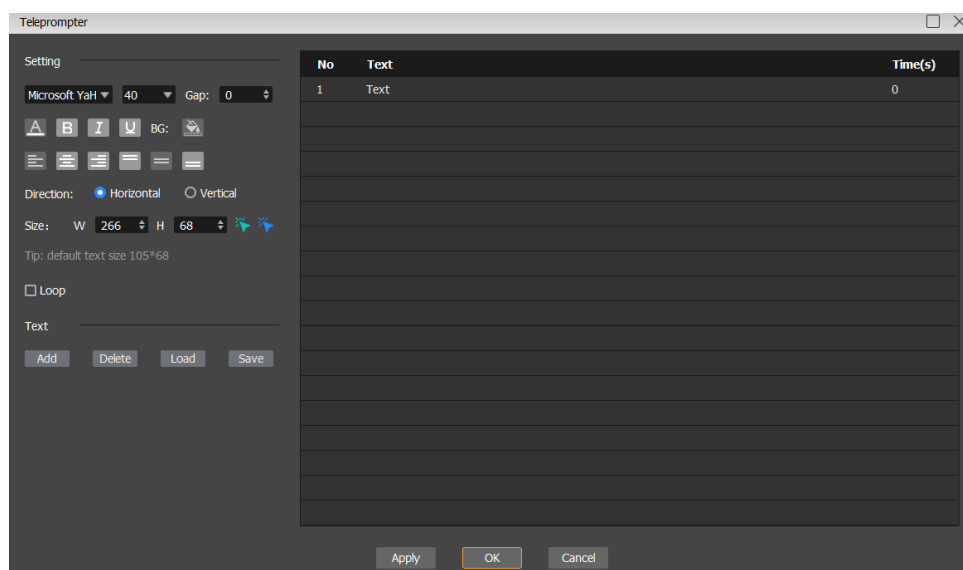 Teleprompter
Setting
Microsoft YaH 40 Gap: 0
A B I U BG:
Direction: Horizontal Vertical
Size: W 266 H 68
Tip: default text size 105*68
Loop
Text
Add Delete Load Save
No Text Time(s)
1 Text 0
Apply OK Cancel